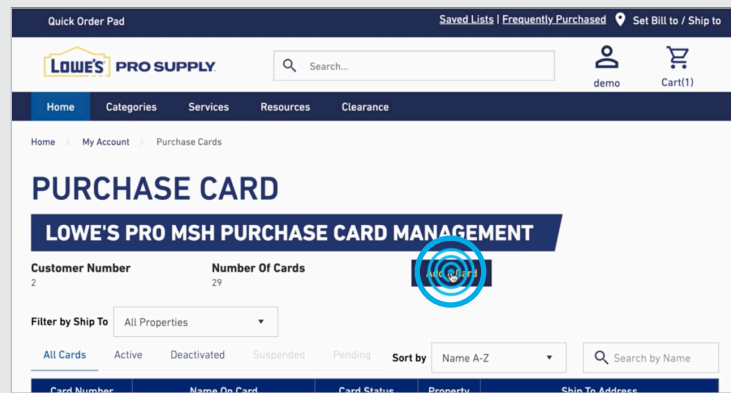 Quick Order Pad Saved Lists | Frequently Purchased Set Bill to / Ship to
LOWE'S PRO SUPPLY Search...
demo Cart(1)
Home Categories Services Resources Clearance
Home > My Account > Purchase Cards
PURCHASE CARD
LOWE'S PRO MSH PURCHASE CARD MANAGEMENT
Customer Number Number Of Cards
2 29
Add a Card
Filter by Ship To All Properties
All Cards Active Deactivated Suspended Pending Sort by Name A-Z Search by Name
Card Number Name On Card Card Status Property Ship To Address